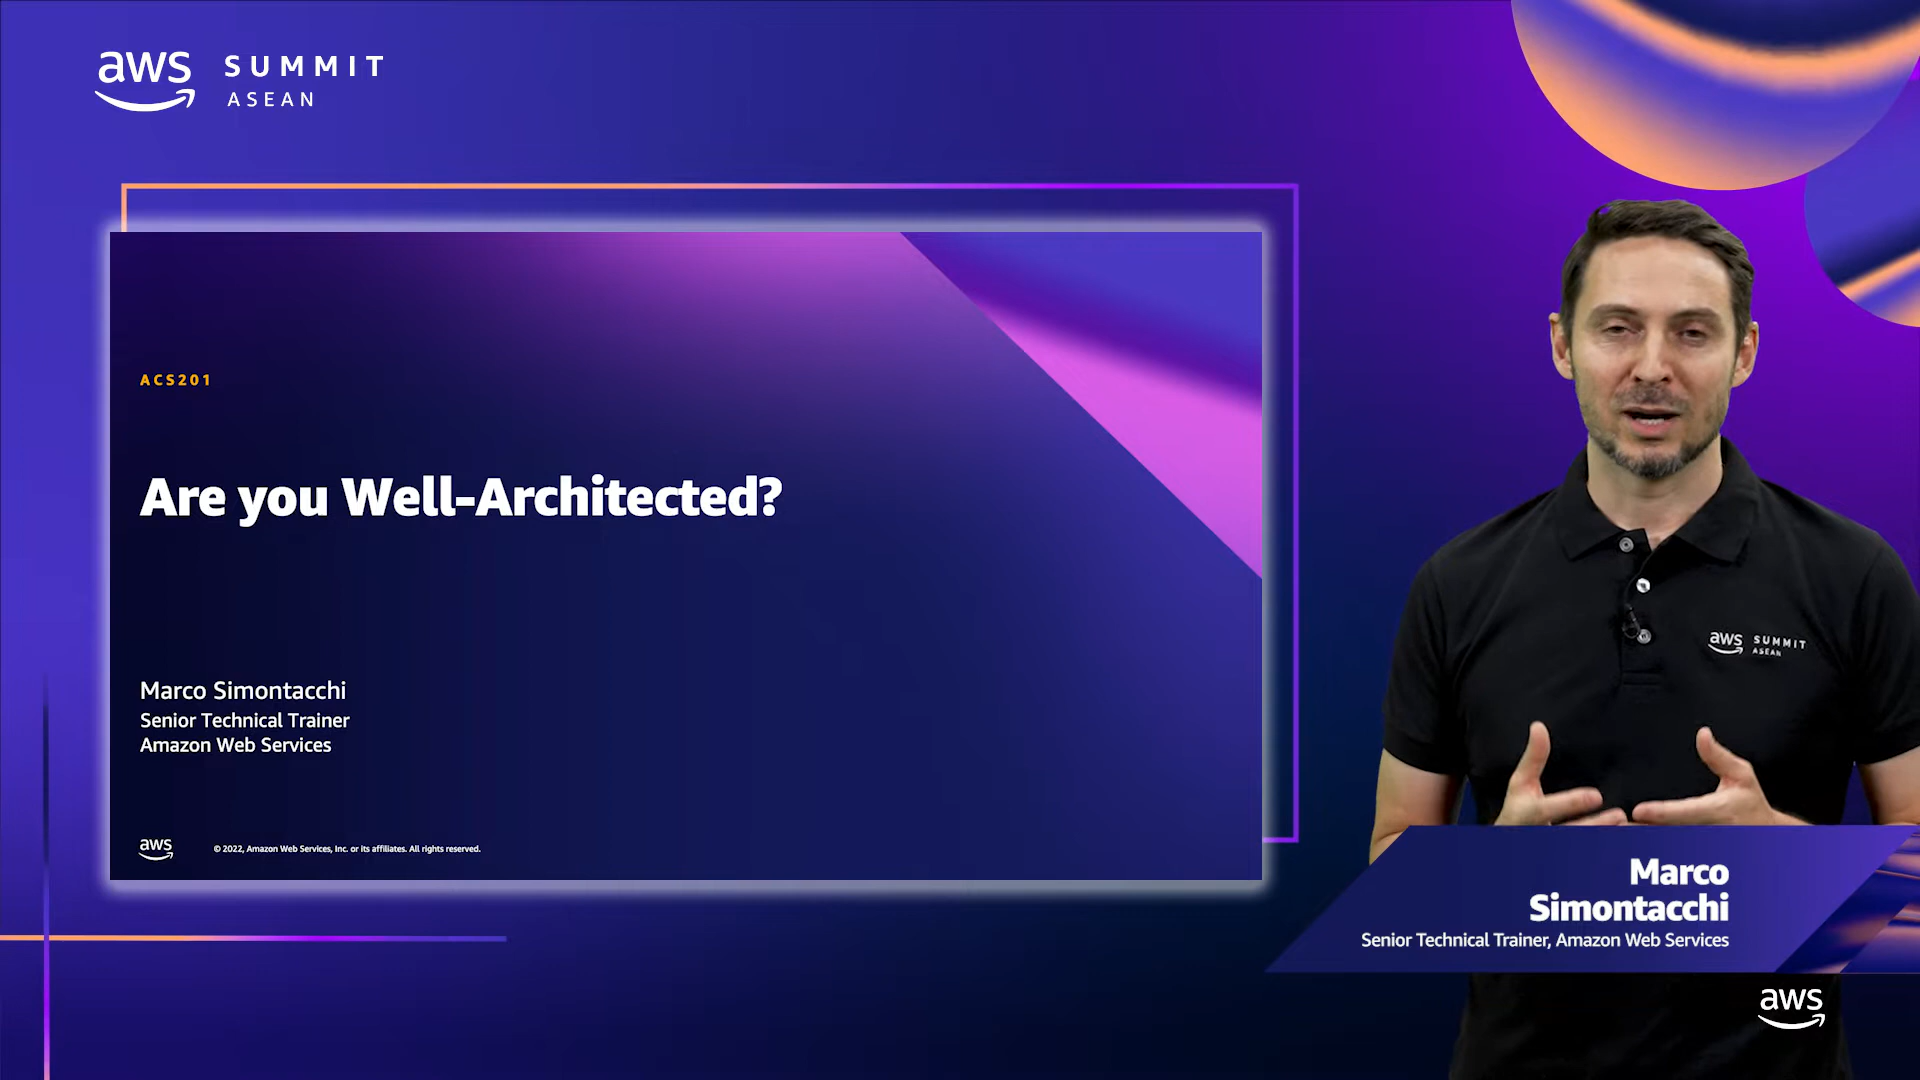 aws SUMMIT
ASEAN
ACS201
Are you Well-Architected?
Marco Simontacchi
Senior Technical Trainer
Amazon Web Services
aws
© 2022, Amazon Web Services, Inc. or its affiliates. All rights reserved.
aws SUMMIT
ASEAN
Marco
Simontacchi
Senior Technical Trainer, Amazon Web Services
aws